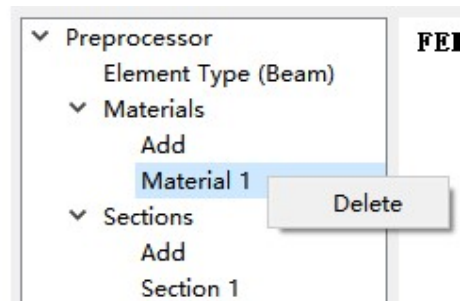 Preprocessor
Element Type (Beam)
Materials
Add
Material 1
Delete
Sections
Add
Section 1